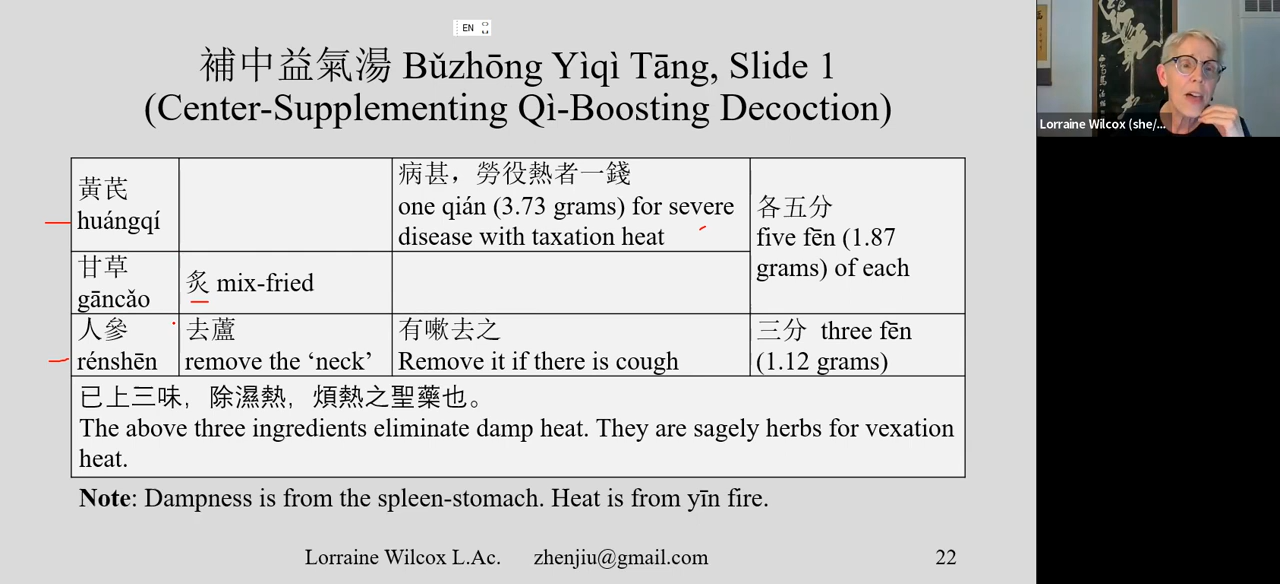 EN
補中益氣湯 Bǔzhōng Yìqì Tāng, Slide 1
(Center-Supplementing Qì-Boosting Decoction)
黃芪
huángqí
病甚，勞役熱者一錢
one qián (3.73 grams) for severe
disease with taxation heat
各五分
five fēn (1.87
grams) of each
甘草
gāncǎo
炙 mix-fried
人參
rénshēn
去蘆
remove the ‘neck’
有嗽去之
Remove it if there is cough
三分 three fēn
(1.12 grams)
已上三味，除濕熱，煩熱之聖藥也。
The above three ingredients eliminate damp heat. They are sagely herbs for vexation
heat.
Note: Dampness is from the spleen-stomach. Heat is from yīn fire.
Lorraine Wilcox L.Ac. zhenjiu@gmail.com 22
Lorraine Wilcox (she/...